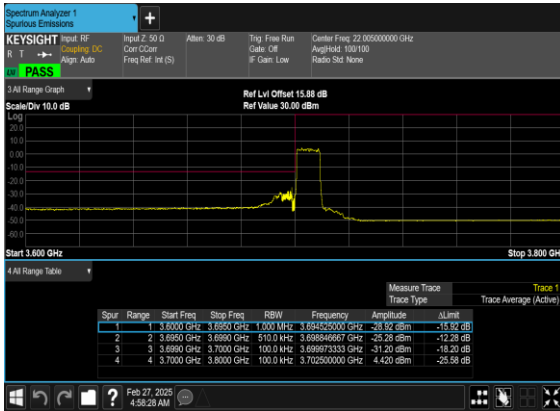 Spectrum Analyzer 1
Spurious Emissions
+
KEYSIGHT Input: RF Input Z: 50 Ω Atten: 30 dB Trig: Free Run Center Freq: 22.005000000 GHz
R T Coupling: DC Corr CCorr Gate: Off Avg|Hold: 100/100
Align: Auto Freq Ref: Int (S) IF Gain: Low Radio Std: None
LXI PASS
3 All Range Graph Ref Lvl Offset 15.88 dB
Scale/Div 10.0 dB Ref Value 30.00 dBm
Log
20.0
10.0
0.00
-10.0
-20.0
-30.0
-40.0
-50.0
-60.0
Start 3.600 GHz Stop 3.800 GH
4 All Range Table
Measure Trace Trace 1
Trace Type Trace Average (Active)
Spur Range Start Freq Stop Freq RBW Frequency Amplitude ΔLimit
1 1 3.6000 GHz 3.6950 GHz 1.000 MHz 3.694525000 GHz -28.92 dBm -15.92 dB
2 2 3.6950 GHz 3.6990 GHz 510.0 kHz 3.698846667 GHz -25.28 dBm -12.28 dB
3 3 3.6990 GHz 3.7000 GHz 100.0 kHz 3.699973333 GHz -31.20 dBm -18.20 dB
4 4 3.7000 GHz 3.8000 GHz 100.0 kHz 3.702500000 GHz 4.420 dBm -25.58 dB
? Feb 27, 2025
4:58:28 AM